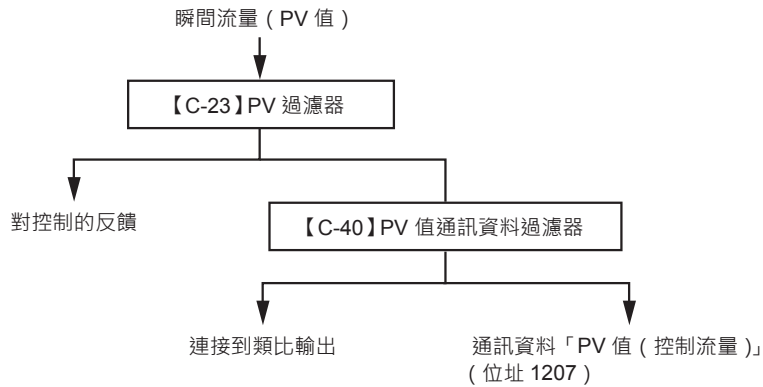 瞬間流量（PV 值）
【C-23】PV 過濾器
對控制的反饋
【C-40】PV 值通訊資料過濾器
連接到類比輸出
通訊資料「PV 值（控制流量）」
（位址 1207）